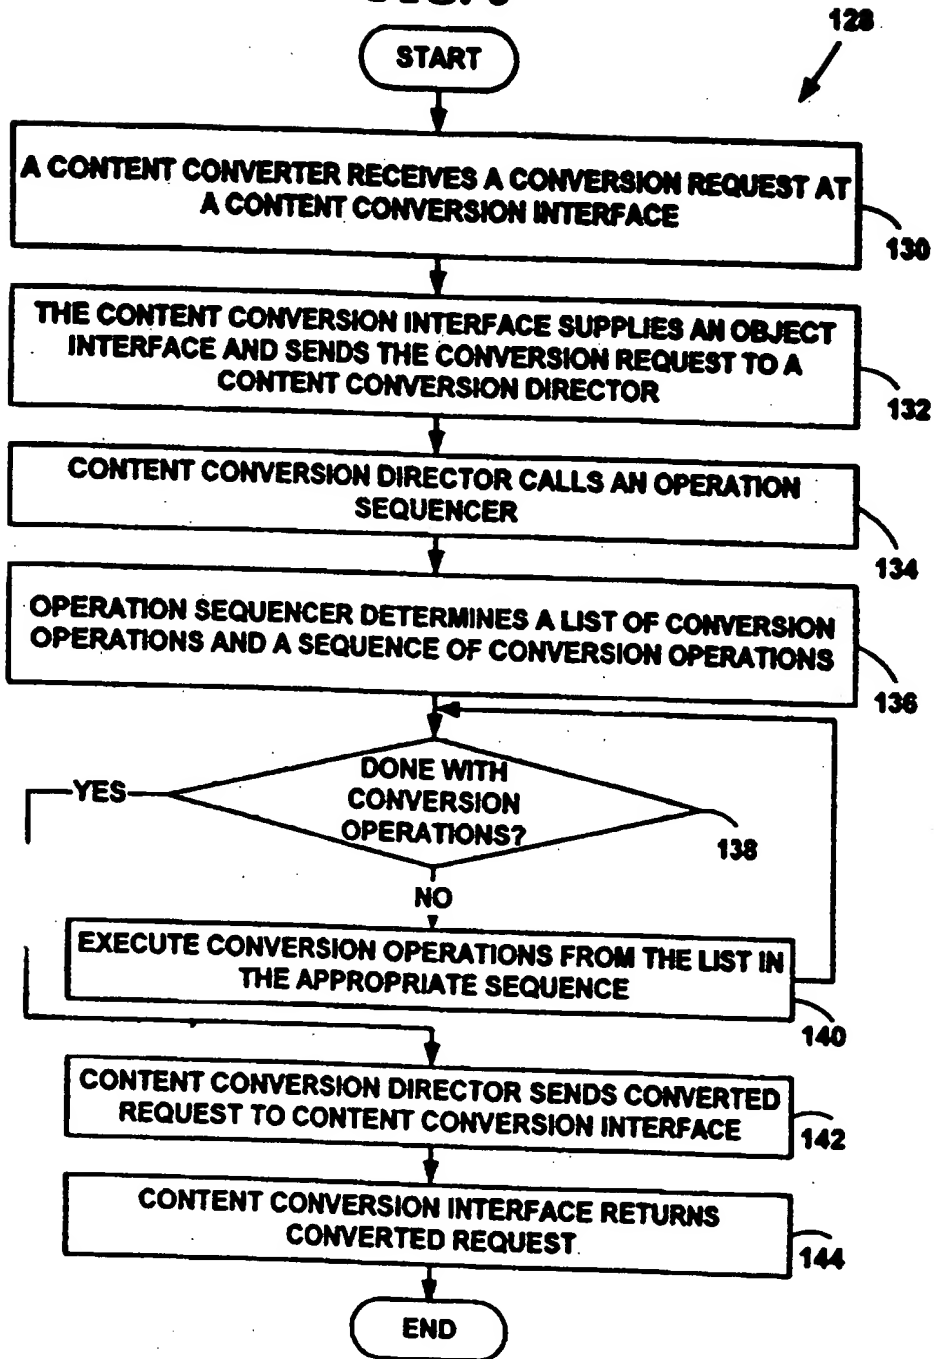 128
START
A CONTENT CONVERTER RECEIVES A CONVERSION REQUEST AT
A CONTENT CONVERSION INTERFACE
130
THE CONTENT CONVERSION INTERFACE SUPPLIES AN OBJECT
INTERFACE AND SENDS THE CONVERSION REQUEST TO A
CONTENT CONVERSION DIRECTOR
132
CONTENT CONVERSION DIRECTOR CALLS AN OPERATION
SEQUENCER
134
OPERATION SEQUENCER DETERMINES A LIST OF CONVERSION
OPERATIONS AND A SEQUENCE OF CONVERSION OPERATIONS
136
DONE WITH
CONVERSION
OPERATIONS?
YES
138
NO
EXECUTE CONVERSION OPERATIONS FROM THE LIST IN
THE APPROPRIATE SEQUENCE
140
CONTENT CONVERSION DIRECTOR SENDS CONVERTED
REQUEST TO CONTENT CONVERSION INTERFACE
142
CONTENT CONVERSION INTERFACE RETURNS
CONVERTED REQUEST
144
END